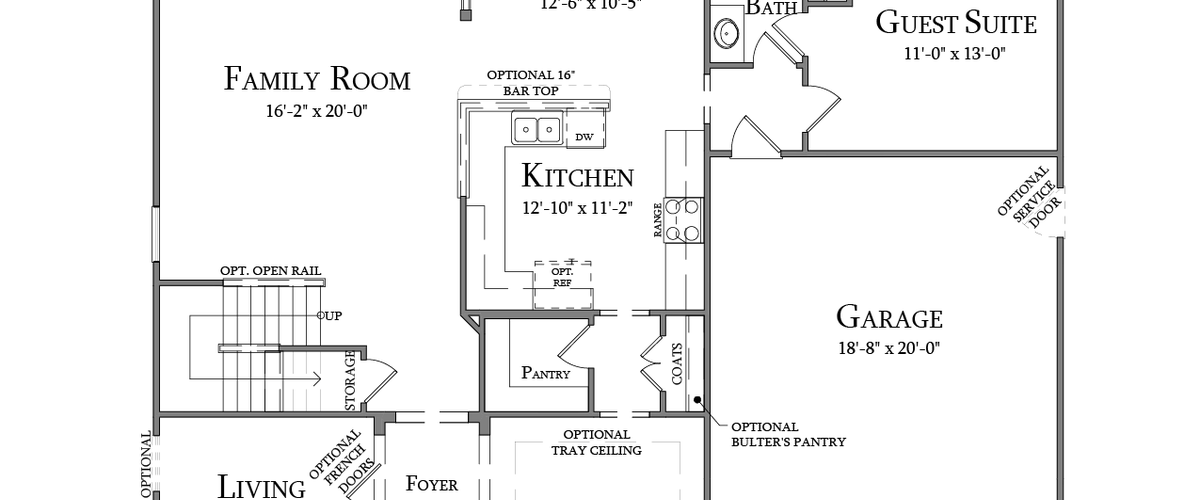 12'-6" x 10'-5"
BATH
GUEST SUITE
11'-0" x 13'-0"
FAMILY ROOM
16'-2" x 20'-0"
OPTIONAL 16"
BAR TOP
DW
KITCHEN
12'-10" x 11'-2"
RANGE
OPTIONAL
SERVICE
DOOR
OPT.
REF
OPT. OPEN RAIL
UP
GARAGE
18'-8" x 20'-0"
STORAGE
PANTRY
COATS
OPTIONAL
BULTER'S PANTRY
OPTIONAL
OPTIONAL
FRENCH
DOORS
OPTIONAL
TRAY CEILING
LIVING
FOYER